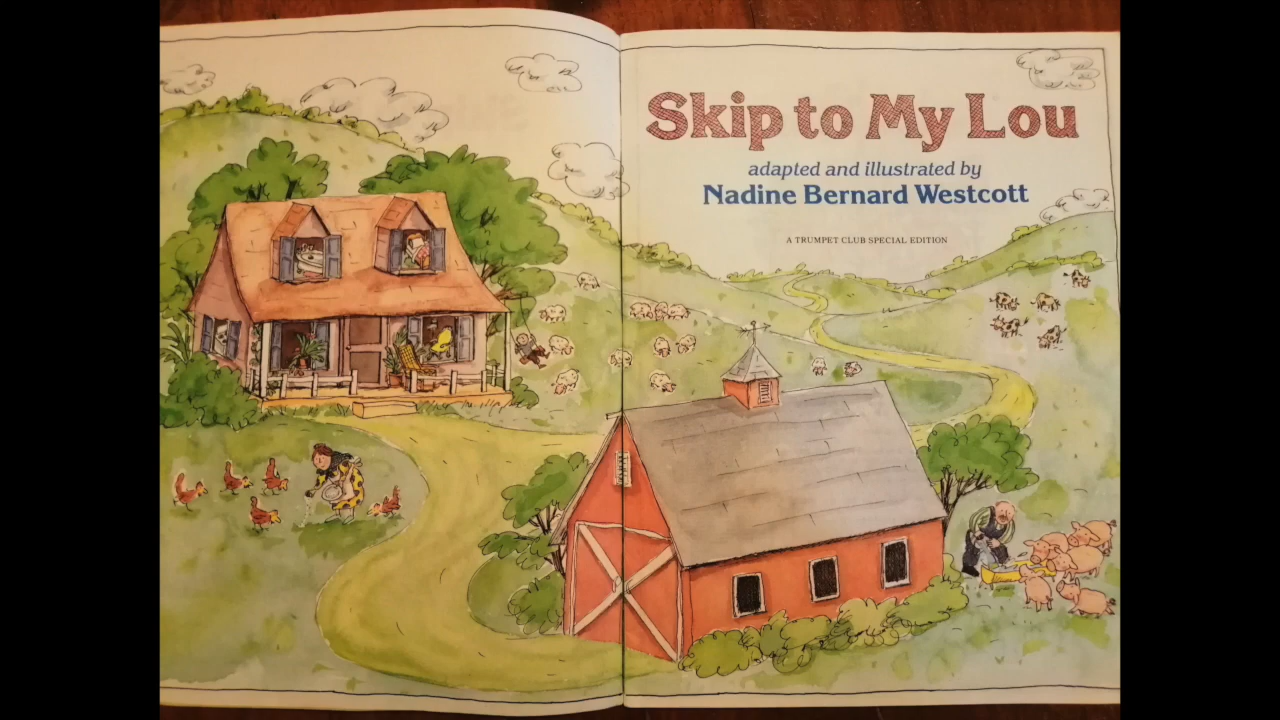 Skip to My Lou
adapted and illustrated by
Nadine Bernard Westcott
A TRUMPET CLUB SPECIAL EDITION